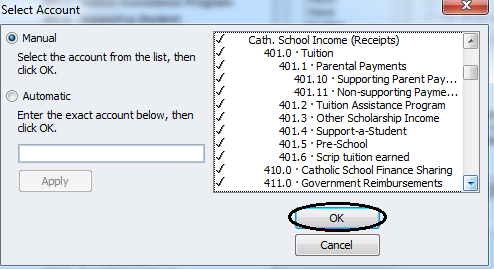 Select Account
Manual
Select the account from the list, then
click OK.
Automatic
Enter the exact account below, then
click OK.
Apply
Cath. School Income (Receipts)
401.0 · Tuition
401.1 · Parental Payments
401.10 · Supporting Parent Pay...
401.11 · Non-supporting Payme...
401.2 · Tuition Assistance Program
401.3 · Other Scholarship Income
401.4 · Support-a-Student
401.5 · Pre-School
401.6 · Scrip tuition earned
410.0 · Catholic School Finance Sharing
411.0 · Government Reimbursements
OK
Cancel